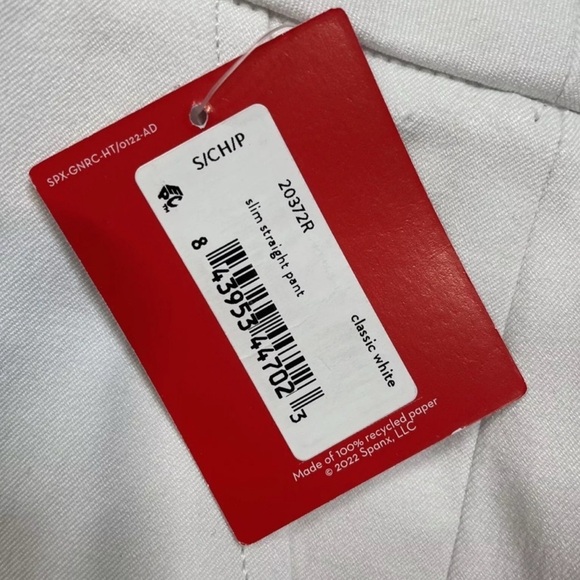 SPX-GNRC-HT/0122-AD
S/CH/P
EPC™
20372R
slim straight pant
classic white
8 43953 44702 3
Made of 100% recycled paper
© 2022 Spanx, LLC